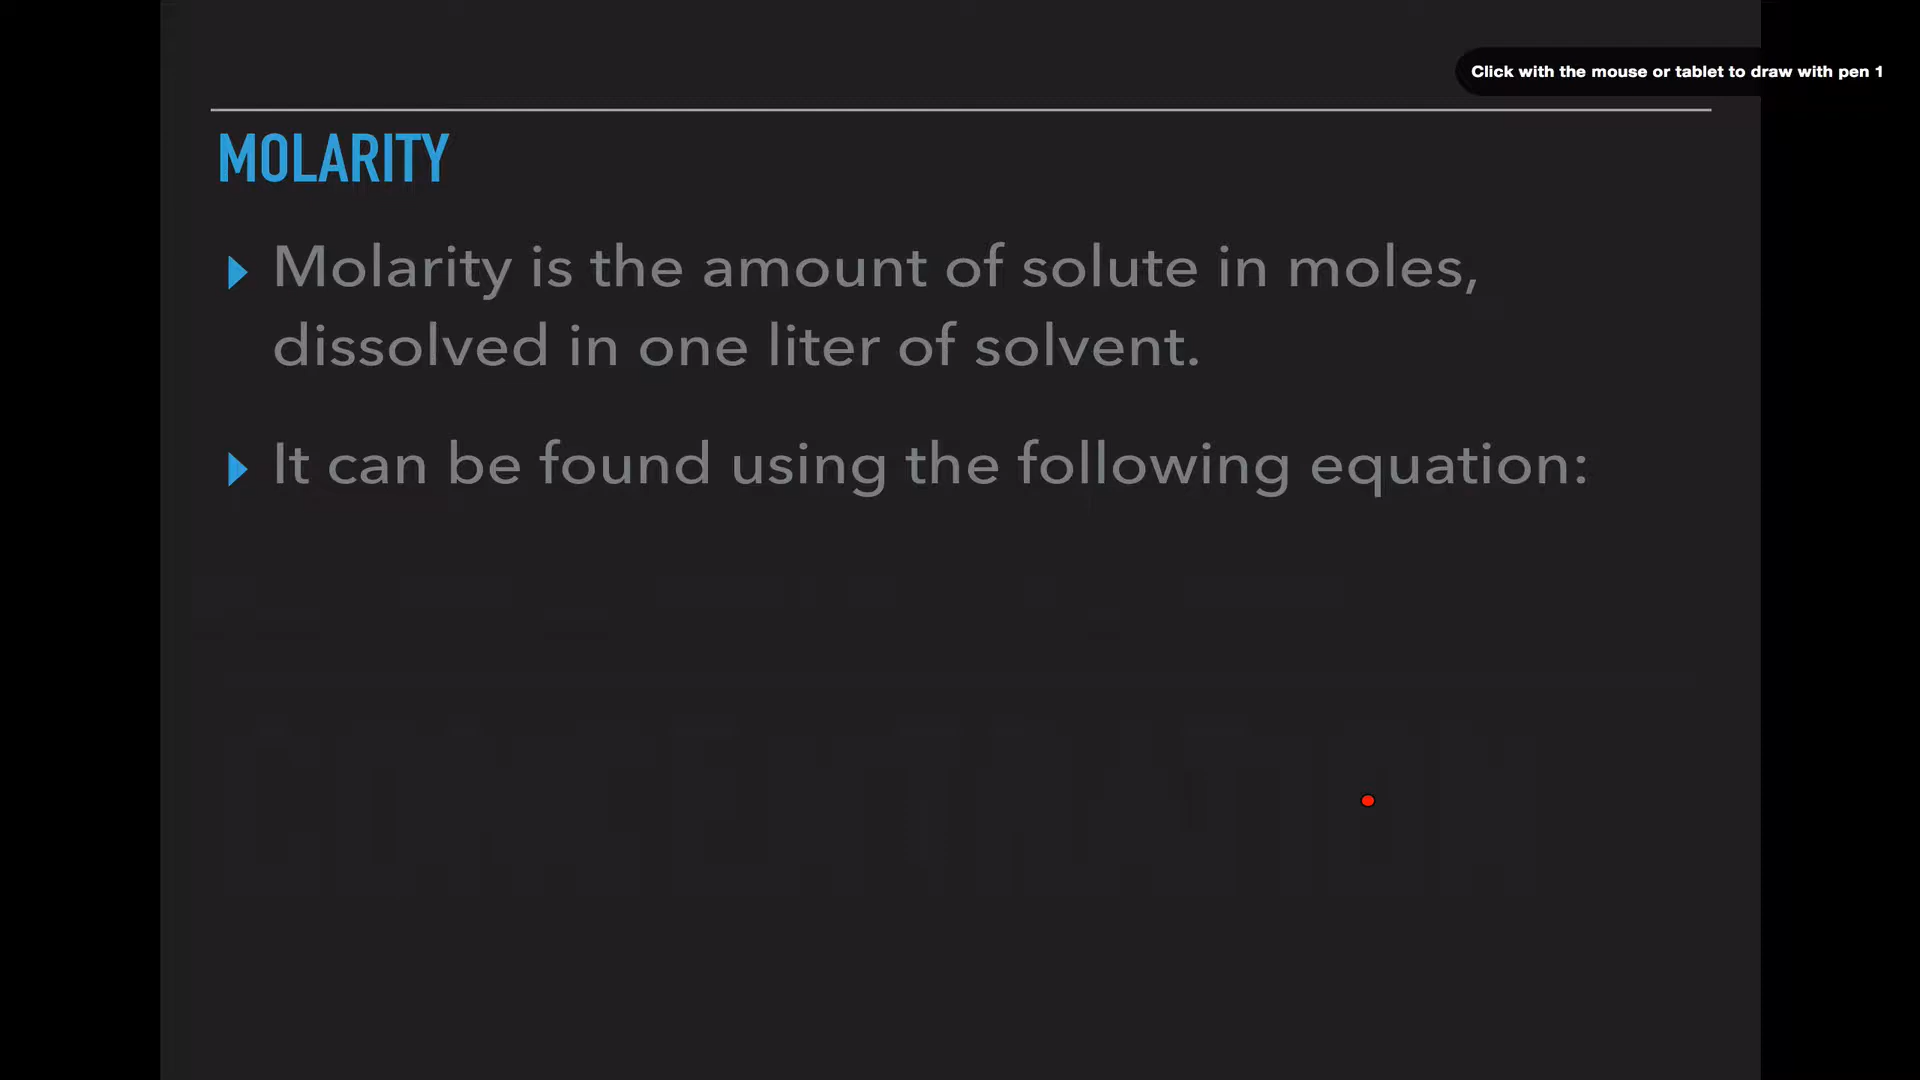 Click with the mouse or tablet to draw with pen 1
MOLARITY
Molarity is the amount of solute in moles,
dissolved in one liter of solvent.
It can be found using the following equation: